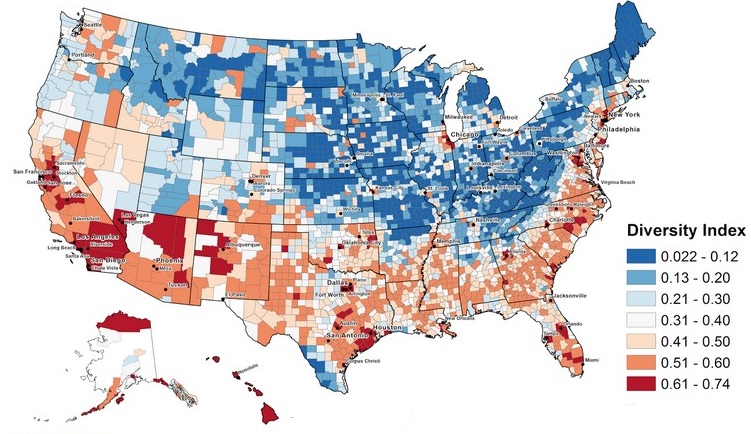 Seattle
Portland
Boston
Buffalo
Minneapolis
St. Paul
Milwaukee
Detroit
New York
Chicago
Toledo
Cleveland
Philadelphia
Baltimore
Omaha
Indianapolis
Columbus
Washington
Sacramento
San Francisco
Stockton
Oakland
San Jose
Denver
Aurora
Colorado Springs
Kansas City
St. Louis
Louisville
Lexington
Virginia Beach
Fresno
Wichita
Greensboro
Raleigh
Las Vegas
Henderson
Bakersfield
Nashville
Charlotte
Diversity Index
Tulsa
Los Angeles
Riverside
Albuquerque
Oklahoma City
Memphis
Long Beach
Santa Ana
0.022 - 0.12
Phoenix
Mesa
San Diego
Chula Vista
0.13 - 0.20
Dallas
Plano
Fort Worth
Arlington
Tucson
0.21 - 0.30
El Paso
Jacksonville
0.31 - 0.40
Austin
New Orleans
Orlando
Houston
0.41 - 0.50
San Antonio
Tampa
0.51 - 0.60
Corpus Christi
Miami
Honolulu
0.61 - 0.74